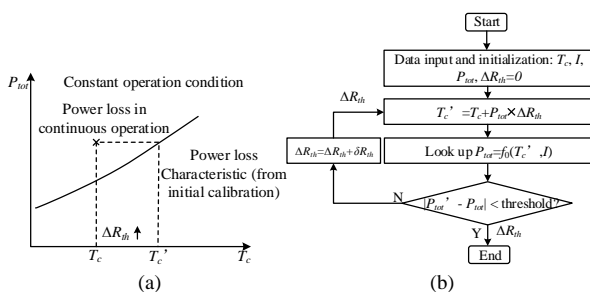 P_tot
Constant operation condition
Power loss in
continuous operation
Power loss
Characteristic (from
initial calibration)
ΔR_th ↑
T_c
T_c'
T_c
(a)
Start
Data input and initialization: T_c, I,
P_tot, ΔR_th=0
ΔR_th
T_c'=T_c+P_tot×ΔR_th
ΔR_th=ΔR_th+δR_th
Look up P_tot=f_0(T_c',I)
N
|P_tot' - P_tot| < threshold?
Y
ΔR_th
End
(b)